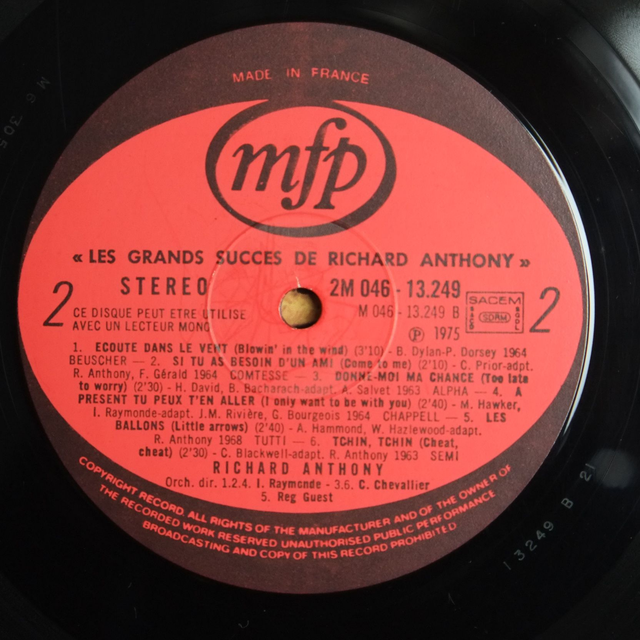 MADE IN FRANCE
mfp
« LES GRANDS SUCCES DE RICHARD ANTHONY »
STEREO 2M 046 - 13.249
2 CE DISQUE PEUT ETRE UTILISE M 046 - 13.249 B SACEM SACD SDRM SGDL 2
AVEC UN LECTEUR MONO ℗ 1975
1. ECOUTE DANS LE VENT (Blowin' in the wind) (3'10) - B. Dylan-P. Dorsey 1964
BEUSCHER - 2. SI TU AS BESOIN D'UN AMI (Come to me) (2'10) - C. Prior-adpt.
R. Anthony, F. Gérald 1964 COMTESSE - 3. DONNE-MOI MA CHANCE (Too late
to worry) (2'30) - H. David, B. Bacharach-adapt. A. Salvet 1963 ALPHA - 4. A
PRESENT TU PEUX T'EN ALLER (I only want to be with you) (2'40) - M. Hawker,
I. Raymonde-adapt. J.M. Rivière, G. Bourgeois 1964 CHAPPELL - 5. LES
BALLONS (Little arrows) (2'40) - A. Hammond, W. Hazlewood-adapt.
R. Anthony 1968 TUTTI - 6. TCHIN, TCHIN (Cheat,
cheat) (2'30) - C. Blackwell-adapt. R. Anthony 1963 SEMI
RICHARD ANTHONY
Orch. dir. 1.2.4. I. Raymonde - 3.6. C. Chevallier
5. Reg Guest
COPYRIGHT RECORD ALL RIGHTS OF THE MANUFACTURER AND OF THE OWNER OF
THE RECORDED WORK RESERVED UNAUTHORISED PUBLIC PERFORMANCE
BROADCASTING AND COPY OF THIS RECORD PROHIBITED
13249 B 21